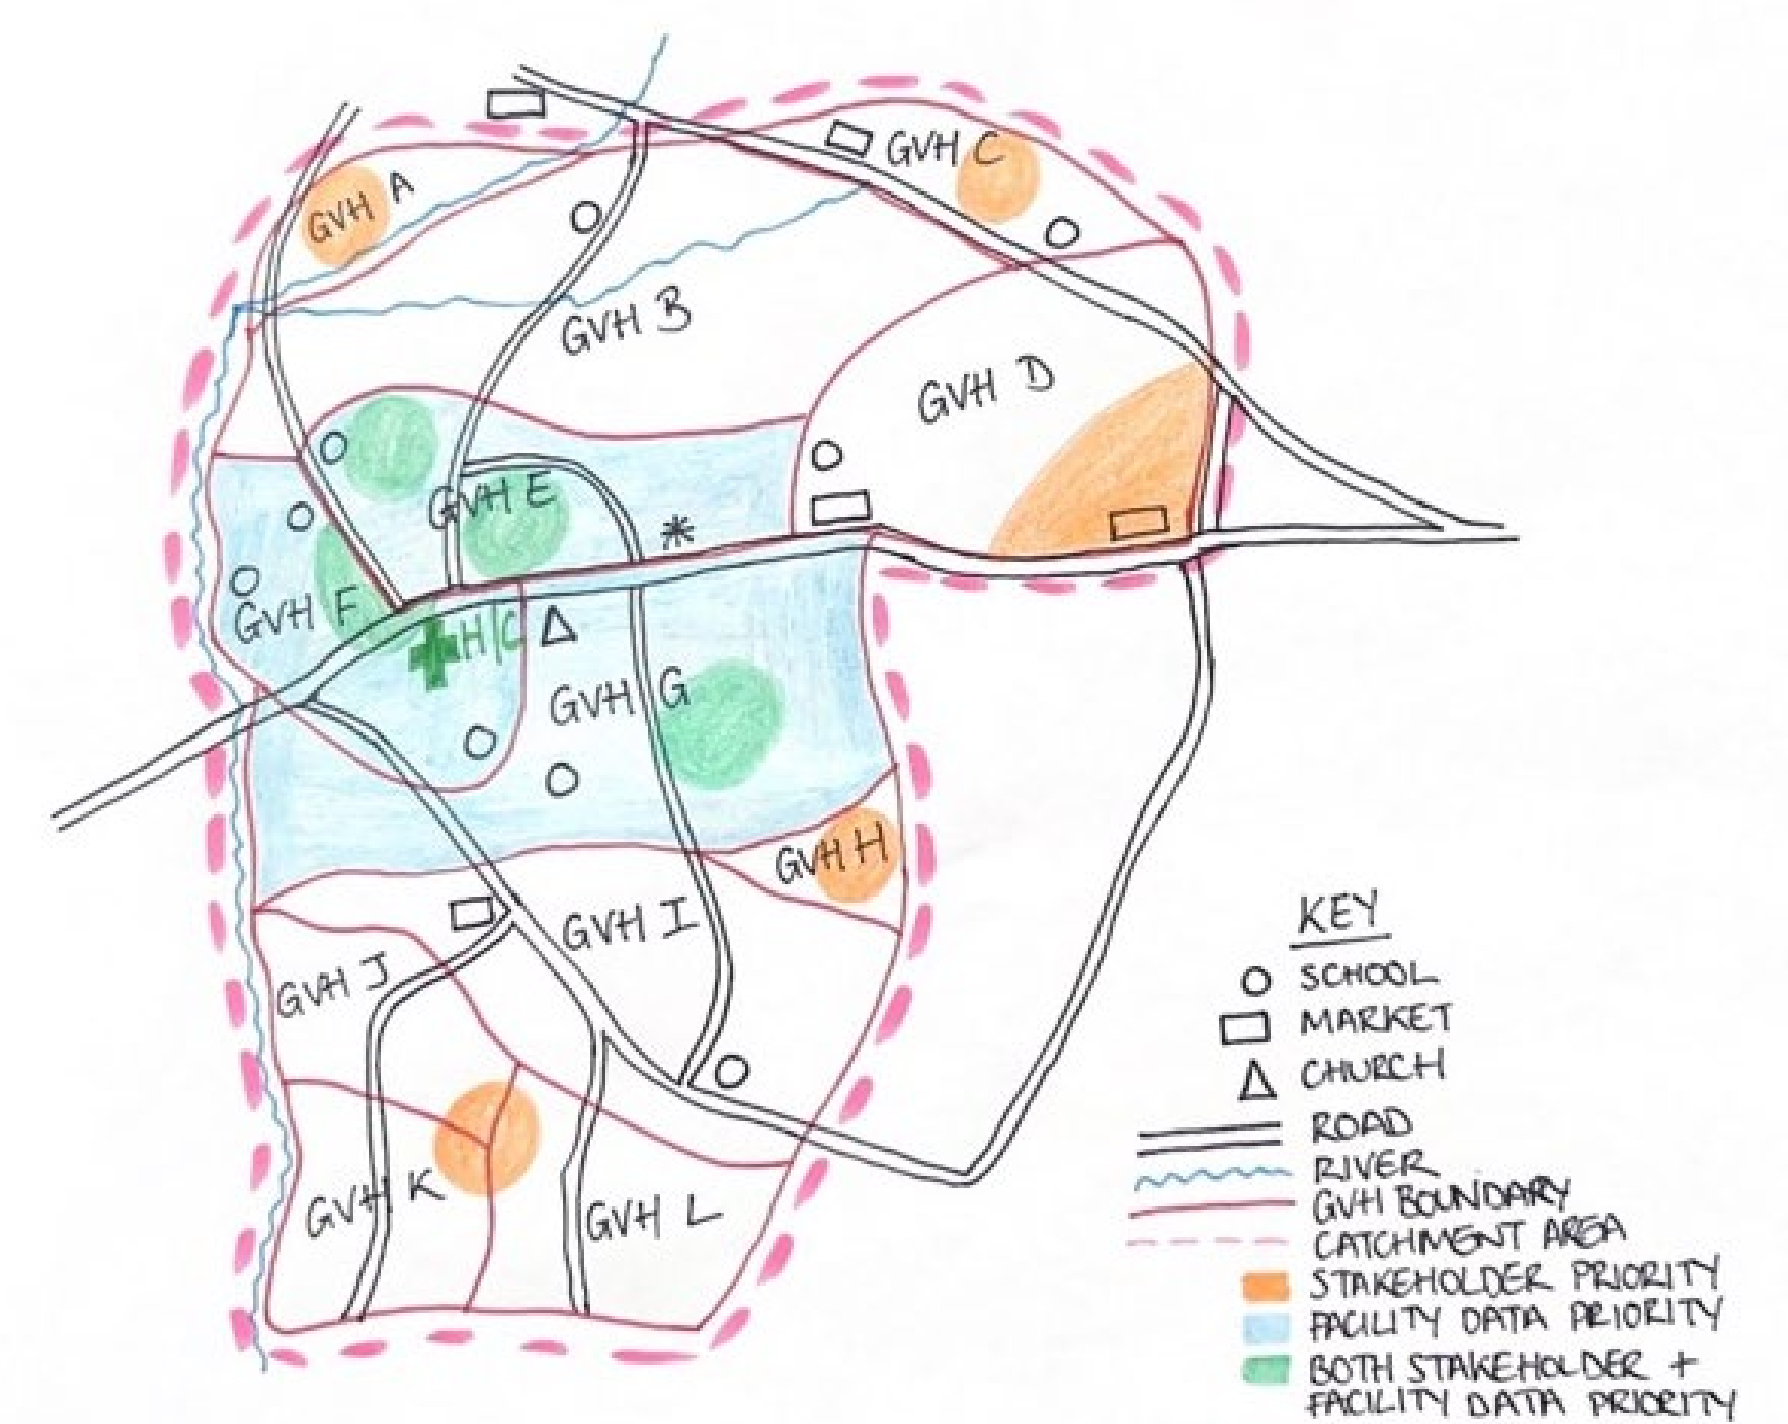 GVH A
GVH C
GVH B
GVH D
GVH E
GVH F
H/C
GVH G
GVH H
GVH I
GVH J
GVH K
GVH L
KEY
SCHOOL
MARKET
CHURCH
ROAD
RIVER
GVH BOUNDARY
CATCHMENT AREA
STAKEHOLDER PRIORITY
FACILITY DATA PRIORITY
BOTH STAKEHOLDER +
FACILITY DATA PRIORITY